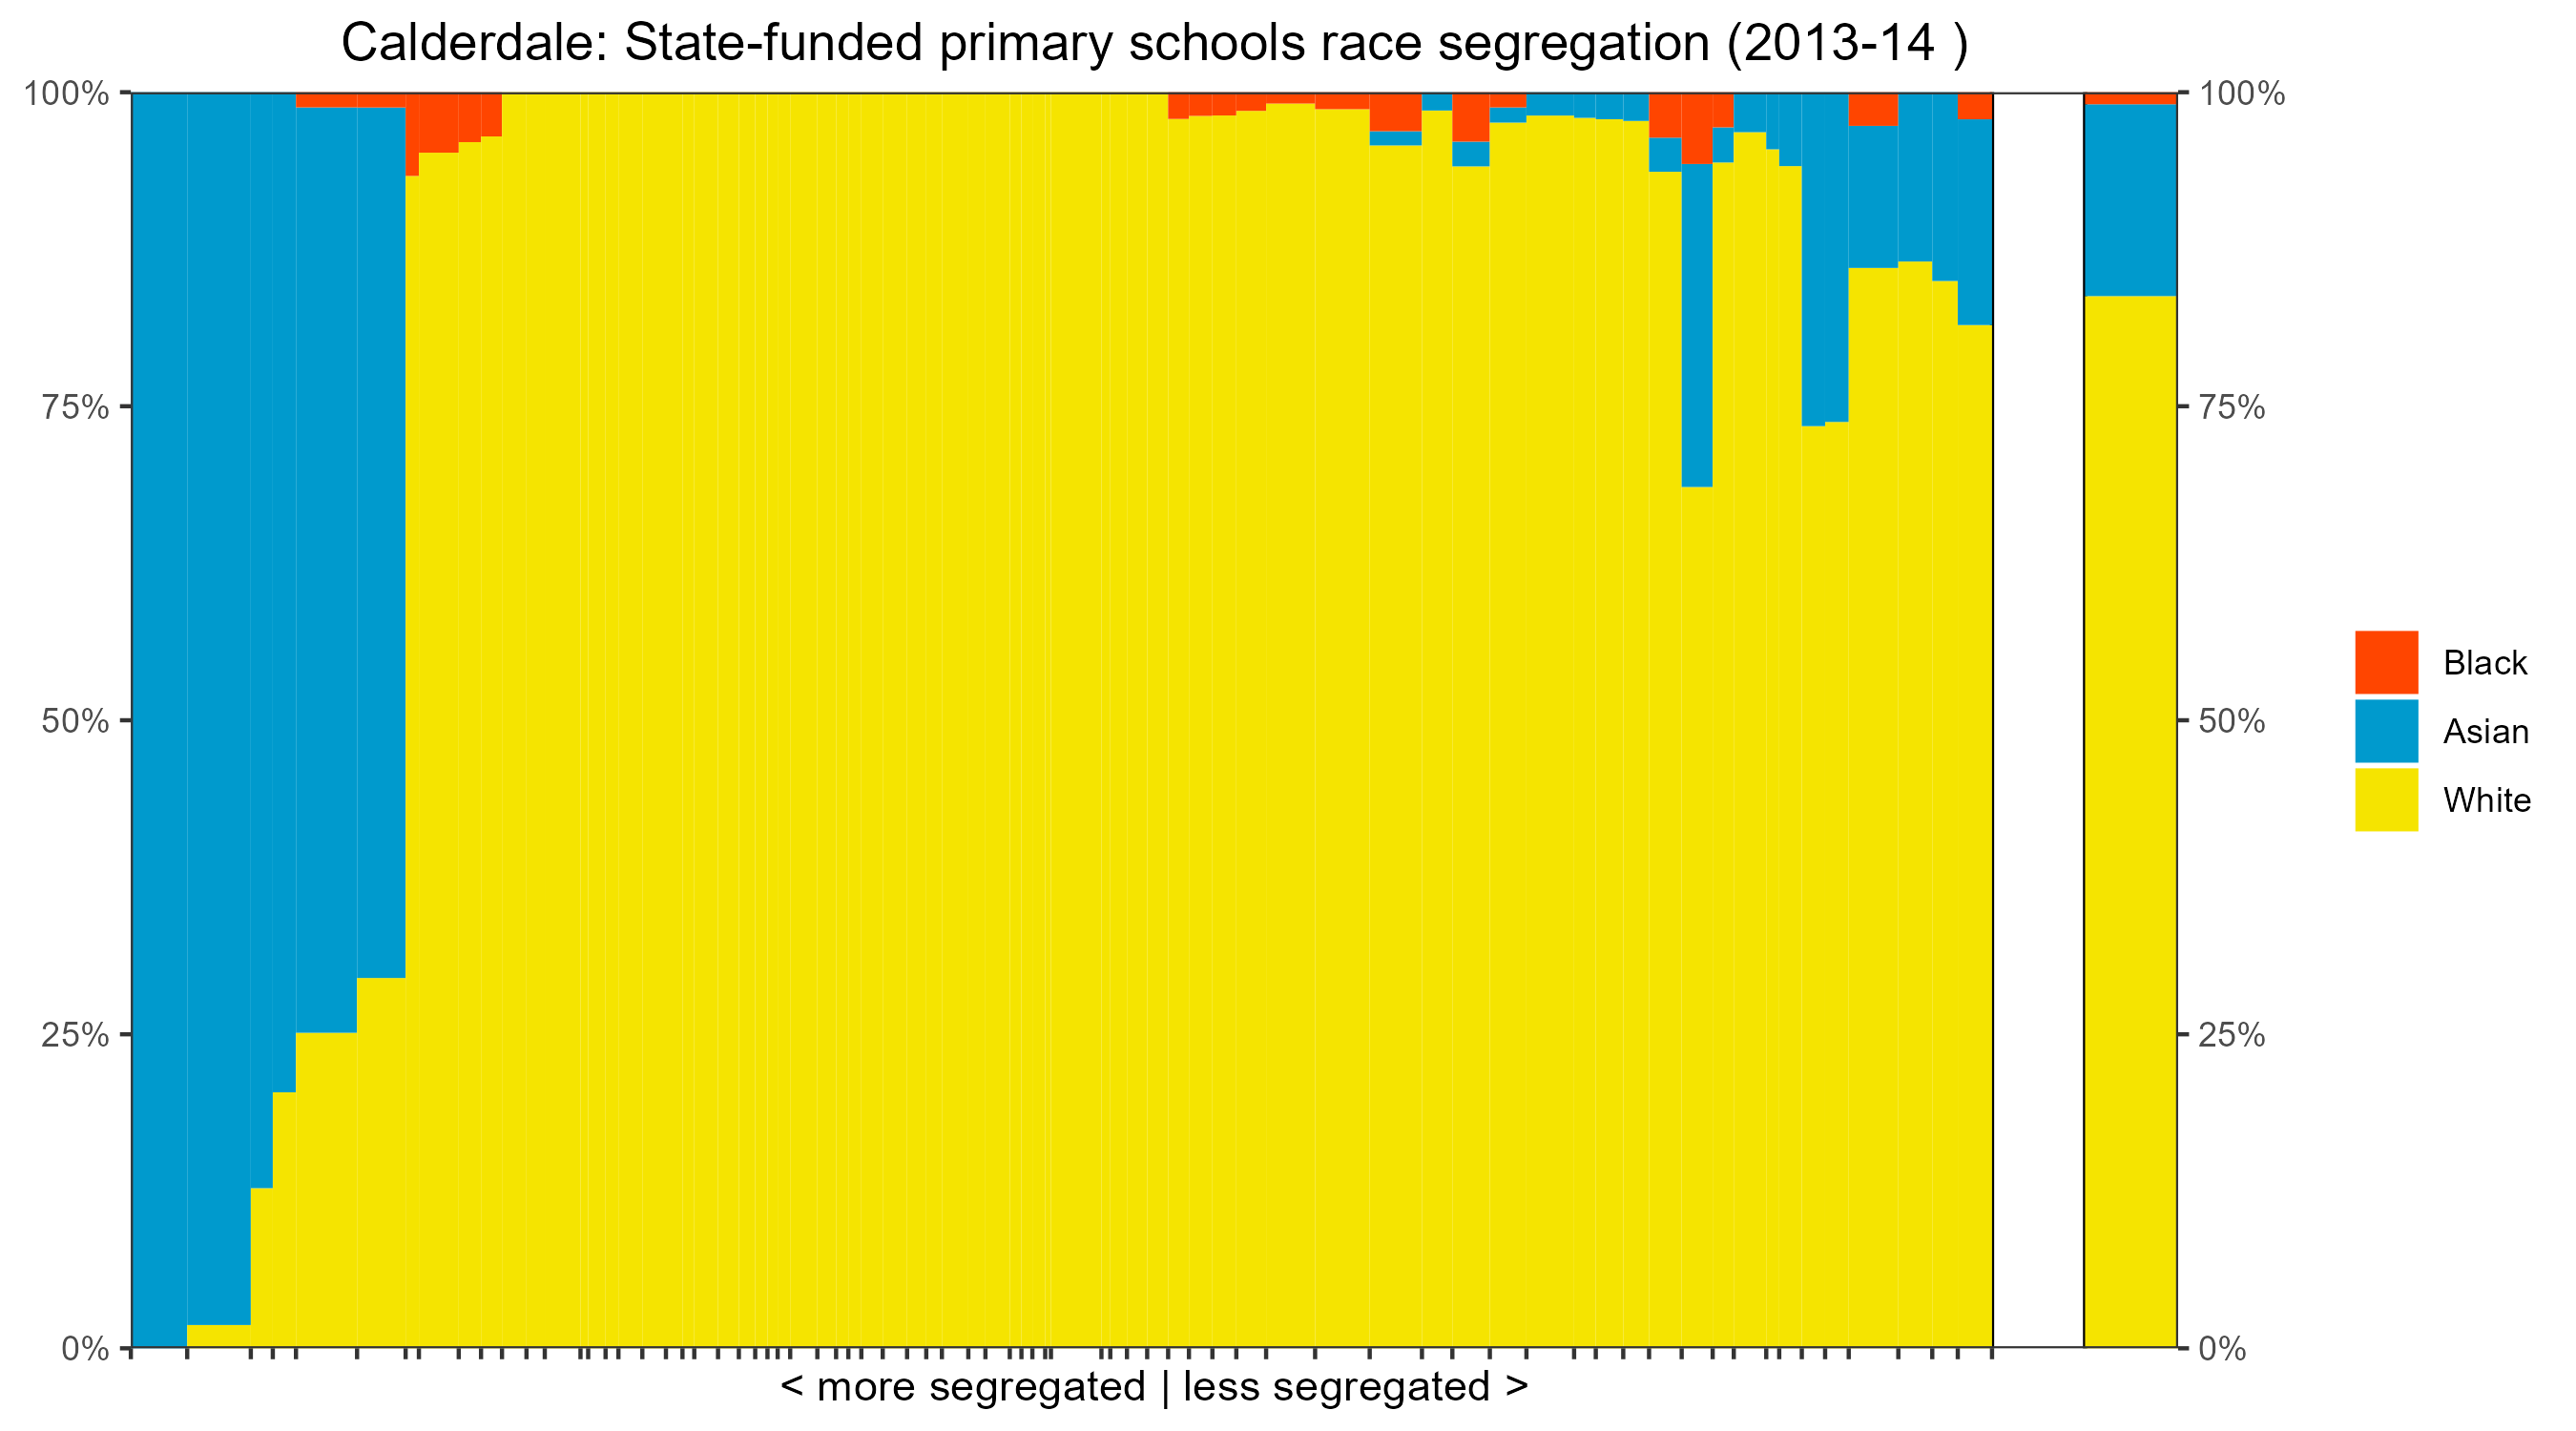 Calderdale: State-funded primary schools race segregation (2013-14 )
100%
75%
50%
25%
0%
100%
75%
50%
25%
0%
Black
Asian
White
< more segregated | less segregated >